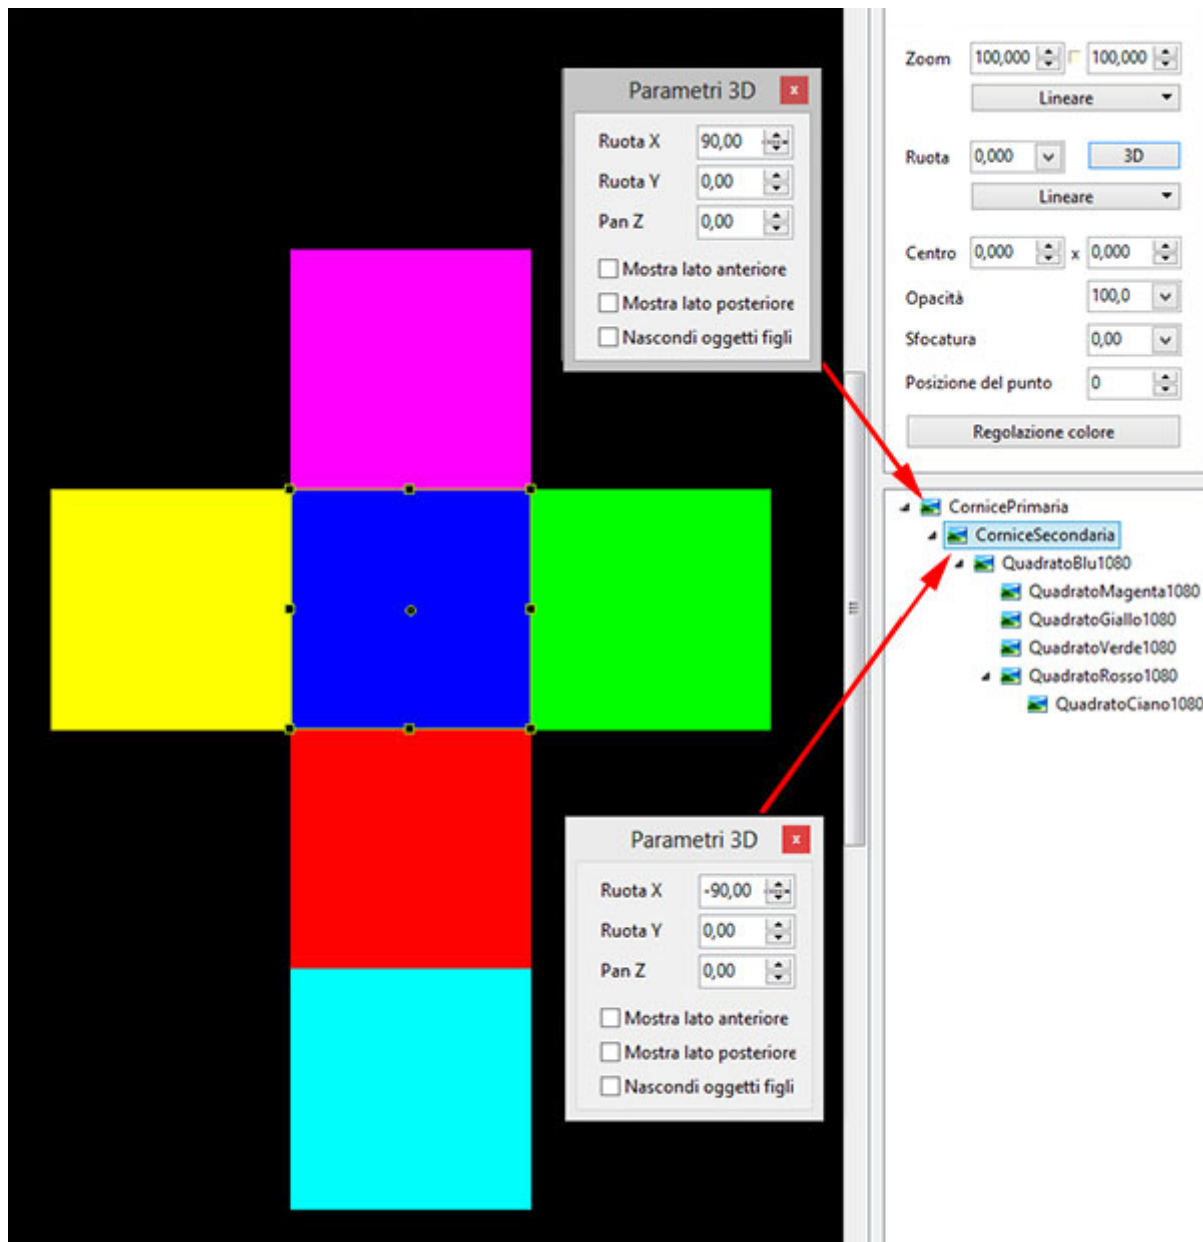 Parametri 3D
x
Ruota X 90,00
Ruota Y 0,00
Pan Z 0,00
Mostra lato anteriore
Mostra lato posteriore
Nascondi oggetti figli
Zoom 100,000 100,000
Lineare
Ruota 0,000 3D
Lineare
Centro 0,000 x 0,000
Opacità 100,0
Sfocatura 0,00
Posizione del punto 0
Regolazione colore
CornicePrimaria
CorniceSecondaria
QuadratoBlu1080
QuadratoMagenta1080
QuadratoGiallo1080
QuadratoVerde1080
QuadratoRosso1080
QuadratoCiano1080
Parametri 3D
x
Ruota X -90,00
Ruota Y 0,00
Pan Z 0,00
Mostra lato anteriore
Mostra lato posteriore
Nascondi oggetti figli